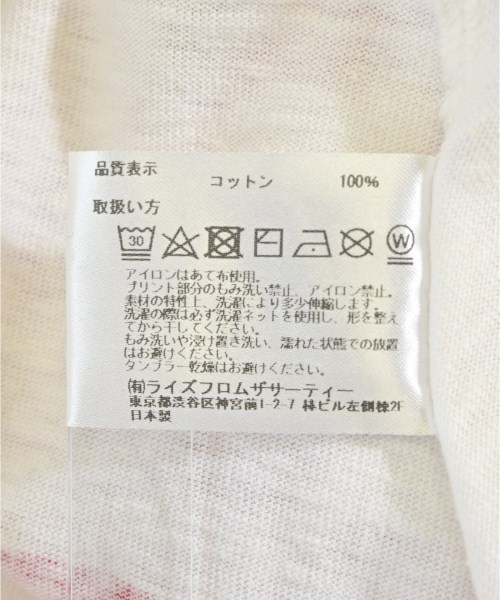 品質表示
コットン 100%
取扱い方
30 W
アイロンはあて布使用。
プリント部分のもみ洗い禁止、アイロン禁止。
素材の特性上、洗濯により多少伸縮します。
洗濯の際は必ず洗濯ネットを使用し、形を整え
てから干してください。
もみ洗いや浸け置き洗い、濡れた状態での放置
はお避けください。
タンブラー乾燥はお避けください。
㈲ライズフロムザサーティー
東京都渋谷区神宮前1-2-7 林ビル左側棟2F
日本製